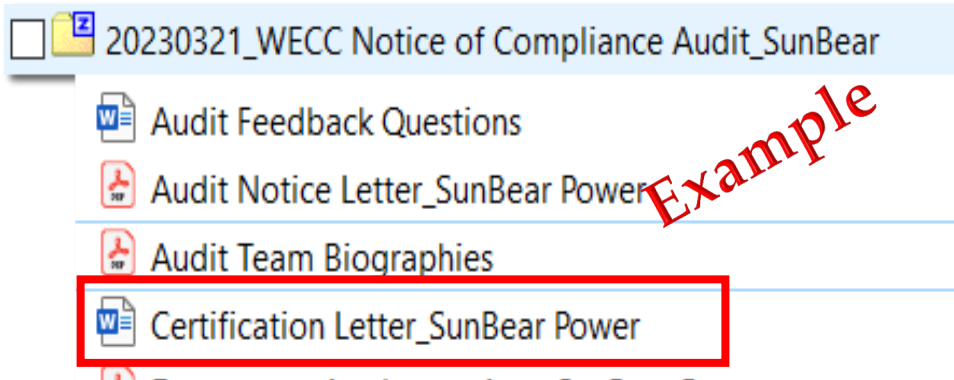 20230321_WECC Notice of Compliance Audit_SunBear
Audit Feedback Questions
Example
Audit Notice Letter_SunBear Power
Audit Team Biographies
Certification Letter_SunBear Power